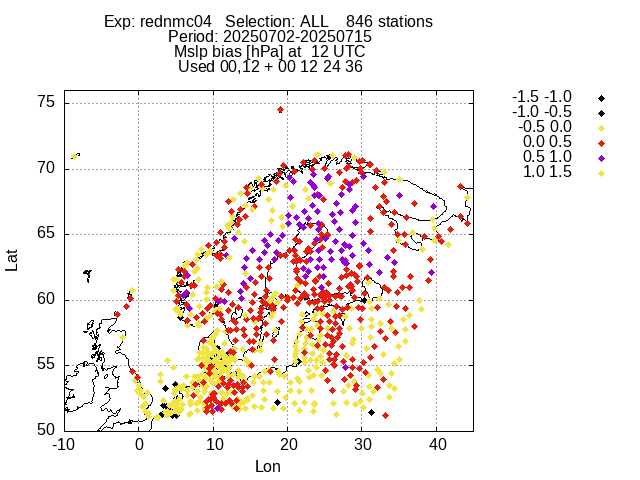 Exp: rednmc04 Selection: ALL 846 stations
Period: 20250702-20250715
Mslp bias [hPa] at 12 UTC
Used 00,12 + 00 12 24 36
-1.5 -1.0
-1.0 -0.5
-0.5 0.0
0.0 0.5
0.5 1.0
1.0 1.5
75
70
65
60
55
50
Lat
-10 0 10 20 30 40
Lon